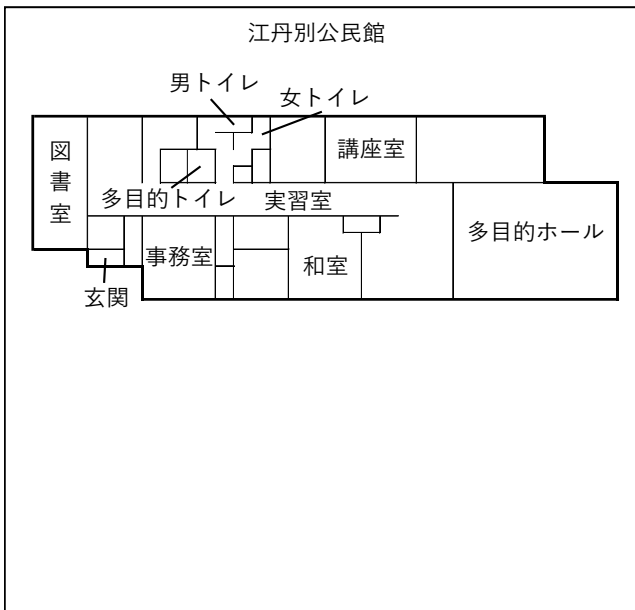 江丹別公民館
男トイレ
女トイレ
図書室
講座室
多目的トイレ
実習室
多目的ホール
事務室
和室
玄関